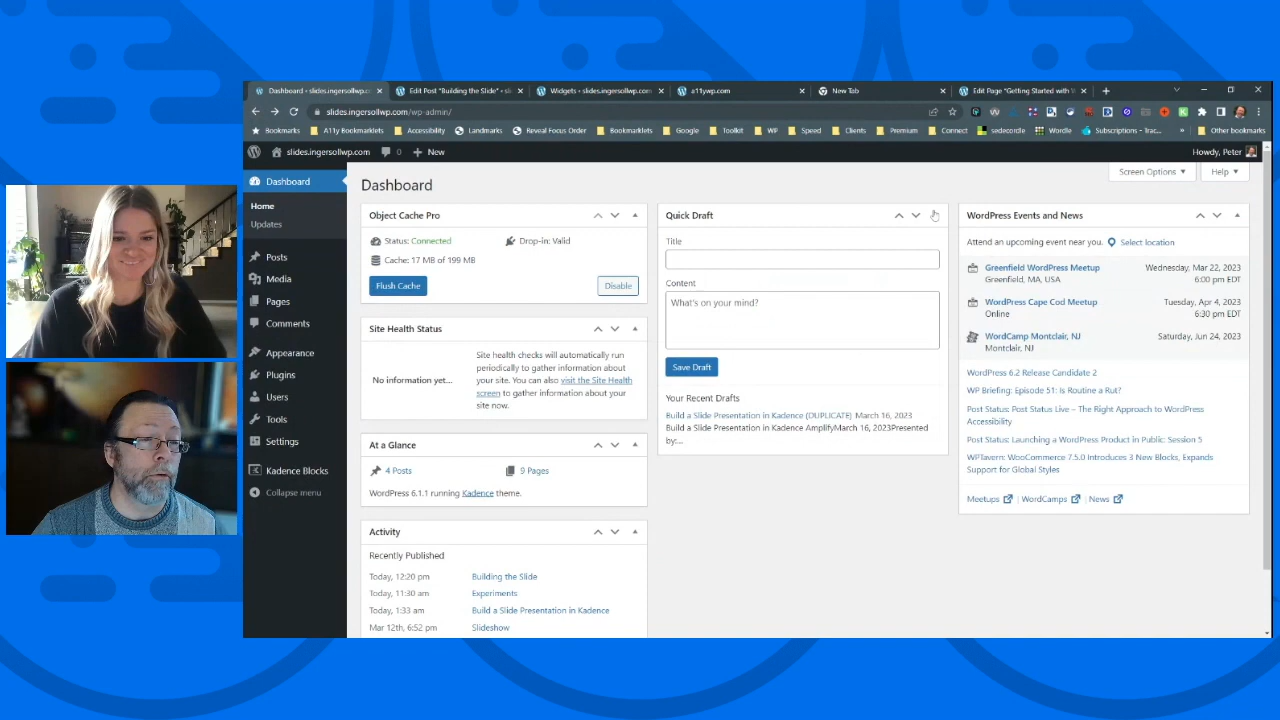 Dashboard ‹ slides.ingersollwp.c
Edit Post "Building the Slide" ‹ sli
Widgets ‹ slides.ingersollwp.com
a11ywp.com
New Tab
Edit Page "Getting Started with
slides.ingersollwp.com/wp-admin/
Bookmarks
A11y Bookmarklets
Accessibility
Landmarks
Reveal Focus Order
Bookmarklets
Google
Toolkit
WF
Speed
Clients
Premium
Connect
sedecordle
Wordle
Subscriptions - Trac...
Other bookmarks
slides.ingersollwp.com
0
New
Howdy, Peter
Dashboard
Home
Updates
Posts
Media
Pages
Comments
Appearance
Plugins
Users
Tools
Settings
Kadence Blocks
Collapse menu
Dashboard
Screen Options
Help
Object Cache Pro
Status: Connected
Drop-in: Valid
Cache: 17 MB of 199 MB
Flush Cache
Disable
Site Health Status
No information yet...
Site health checks will automatically run
periodically to gather information about
your site. You can also visit the Site Health
screen to gather information about your
site now.
At a Glance
4 Posts
9 Pages
WordPress 6.1.1 running Kadence theme.
Activity
Recently Published
Today, 12:20 pm Building the Slide
Today, 11:30 am Experiments
Today, 1:33 am Build a Slide Presentation in Kadence
Mar 12th, 6:52 pm Slideshow
Quick Draft
Title
Content
What's on your mind?
Save Draft
Your Recent Drafts
Build a Slide Presentation in Kadence (DUPLICATE) March 16, 2023
Build a Slide Presentation in Kadence AmplifyMarch 16, 2023Presented
by:...
WordPress Events and News
Attend an upcoming event near you. Select location
Greenfield WordPress Meetup Wednesday, Mar 22, 2023
Greenfield, MA, USA 6:00 pm EDT
WordPress Cape Cod Meetup Tuesday, Apr 4, 2023
Online 6:30 pm EDT
WordCamp Montclair, NJ Saturday, Jun 24, 2023
Montclair, NJ
WordPress 6.2 Release Candidate 2
WP Briefing: Episode 51: Is Routine a Rut?
Post Status: Post Status Live – The Right Approach to WordPress
Accessibility
Post Status: Launching a WordPress Product in Public: Session 5
WPTavern: WooCommerce 7.5.0 Introduces 3 New Blocks, Expands
Support for Global Styles
Meetups | WordCamps | News